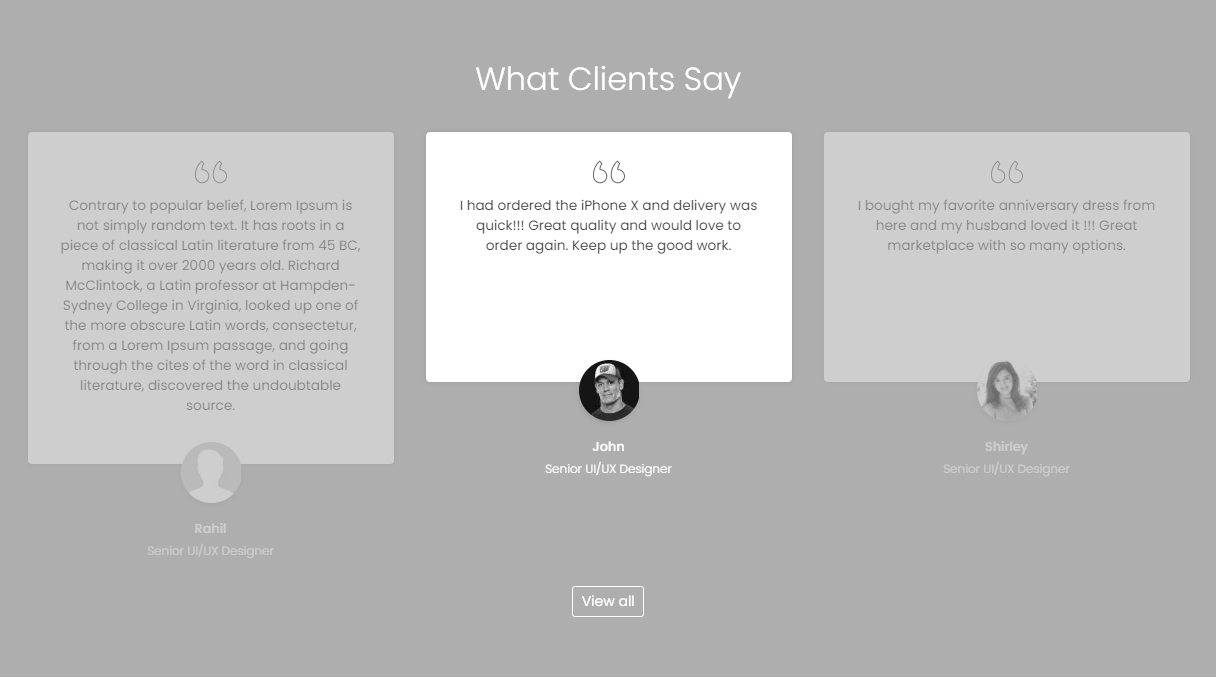 What Clients Say
Contrary to popular belief, Lorem Ipsum is
not simply random text. It has roots in a
piece of classical Latin literature from 45 BC,
making it over 2000 years old. Richard
McClintock, a Latin professor at Hampden-
Sydney College in Virginia, looked up one of
the more obscure Latin words, consectetur,
from a Lorem Ipsum passage, and going
through the cites of the word in classical
literature, discovered the undoubtable
source.
Rahil
Senior UI/UX Designer
I had ordered the iPhone X and delivery was
quick!!! Great quality and would love to
order again. Keep up the good work.
John
Senior UI/UX Designer
I bought my favorite anniversary dress from
here and my husband loved it !!! Great
marketplace with so many options.
Shirley
Senior UI/UX Designer
View all